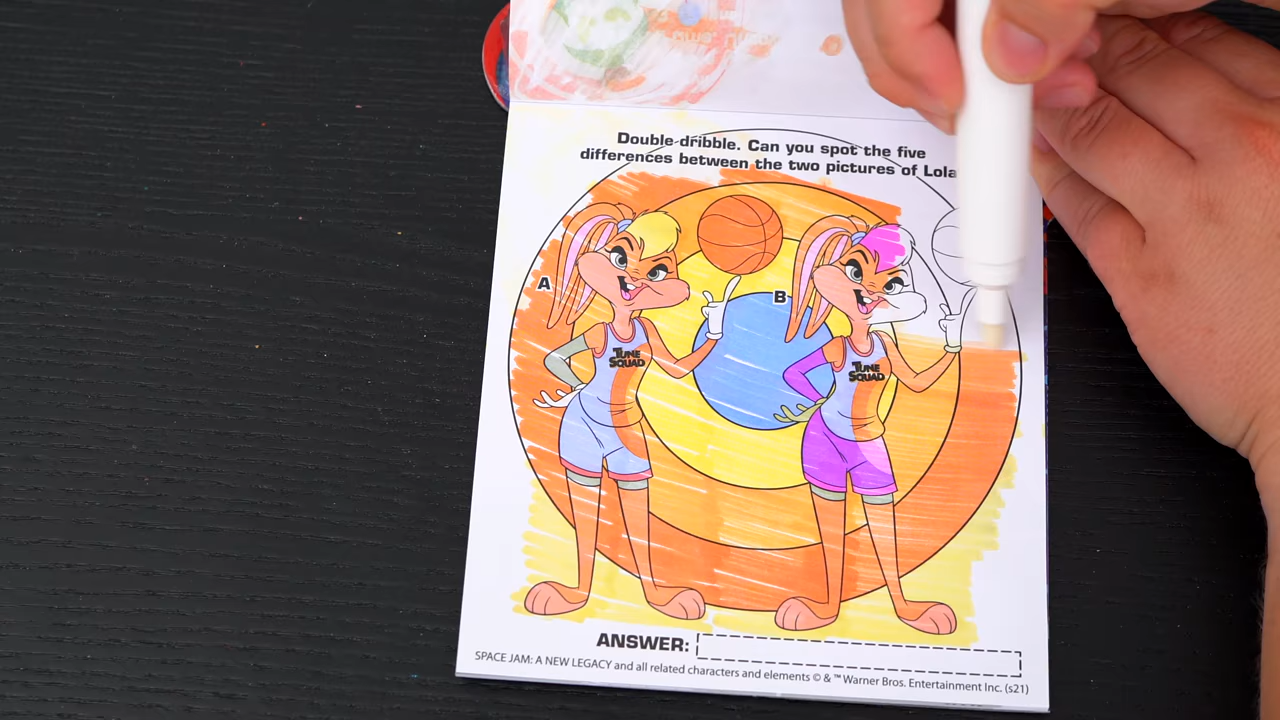 Double dribble. Can you spot the five
differences between the two pictures of Lola
A
B
TUNE
SQUAD
TUNE
SQUAD
ANSWER:
SPACE JAM: A NEW LEGACY and all related characters and elements © & ™ Warner Bros. Entertainment Inc. (s21)